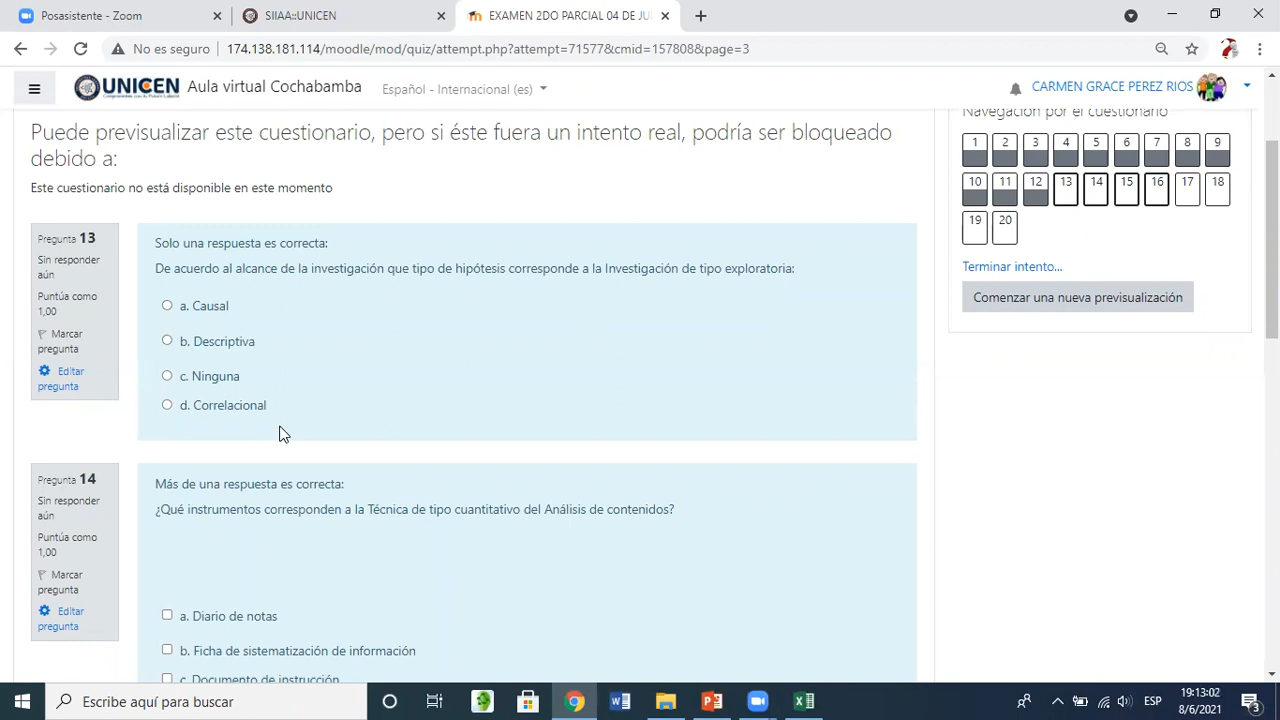 Posasistente - Zoom
SIIAA::UNICEN
EXAMEN 2DO PARCIAL 04 DE JU
No es seguro
174.138.181.114/moodle/mod/quiz/attempt.php?attempt=71577&cmid=157808&page=3
UNICEN
Aula virtual Cochabamba
Español - Internacional (es)
CARMEN GRACE PEREZ RIOS
Puede previsualizar este cuestionario, pero si éste fuera un intento real, podría ser bloqueado
debido a:
Este cuestionario no está disponible en este momento
Navegación por el cuestionario
1 2 3 4 5 6 7 8 9
10 11 12 13 14 15 16 17 18
19 20
Terminar intento...
Comenzar una nueva previsualización
Pregunta 13
Sin responder
aún
Puntúa como
1,00
Marcar
pregunta
Editar
pregunta
Solo una respuesta es correcta:
De acuerdo al alcance de la investigación que tipo de hipótesis corresponde a la Investigación de tipo exploratoria:
a. Causal
b. Descriptiva
c. Ninguna
d. Correlacional
Pregunta 14
Sin responder
aún
Puntúa como
1,00
Marcar
pregunta
Editar
pregunta
Más de una respuesta es correcta:
¿Qué instrumentos corresponden a la Técnica de tipo cuantitativo del Análisis de contenidos?
a. Diario de notas
b. Ficha de sistematización de información
c. Documento de instrucción
Escribe aquí para buscar
ESP
19:13:02
8/6/2021
3